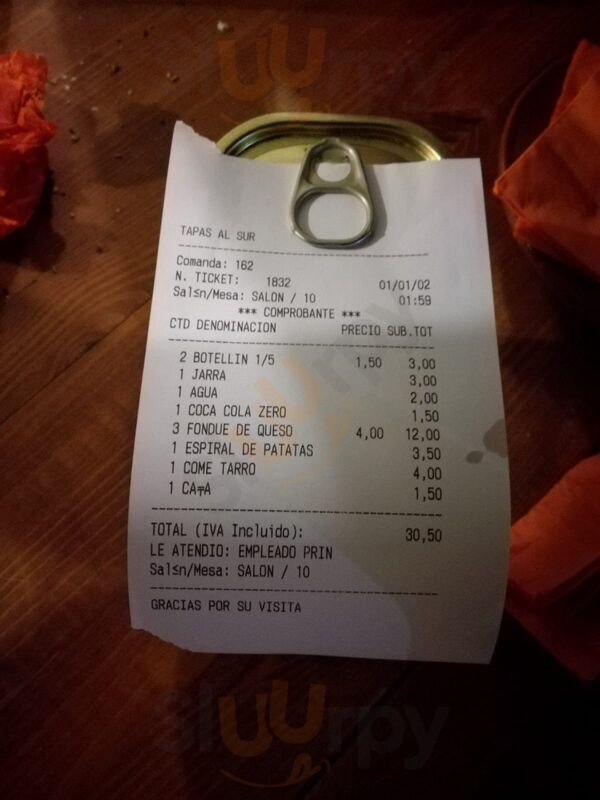 sluurpy
TAPAS AL SUR
Comanda: 162
N. TICKET: 1832 01/01/02
Sal≤n/Mesa: SALON / 10 01:59
*** COMPROBANTE ***
CTD DENOMINACION PRECIO SUB.TOT
2 BOTELLIN 1/5 1,50 3,00
1 JARRA 3,00
1 AGUA 2,00
1 COCA COLA ZERO 1,50
3 FONDUE DE QUESO 4,00 12,00
1 ESPIRAL DE PATATAS 3,50
1 COME TARRO 4,00
1 CA╤A 1,50
TOTAL (IVA Incluido): 30,50
LE ATENDIO: EMPLEADO PRIN
Sal≤n/Mesa: SALON / 10
GRACIAS POR SU VISITA
sluurpy